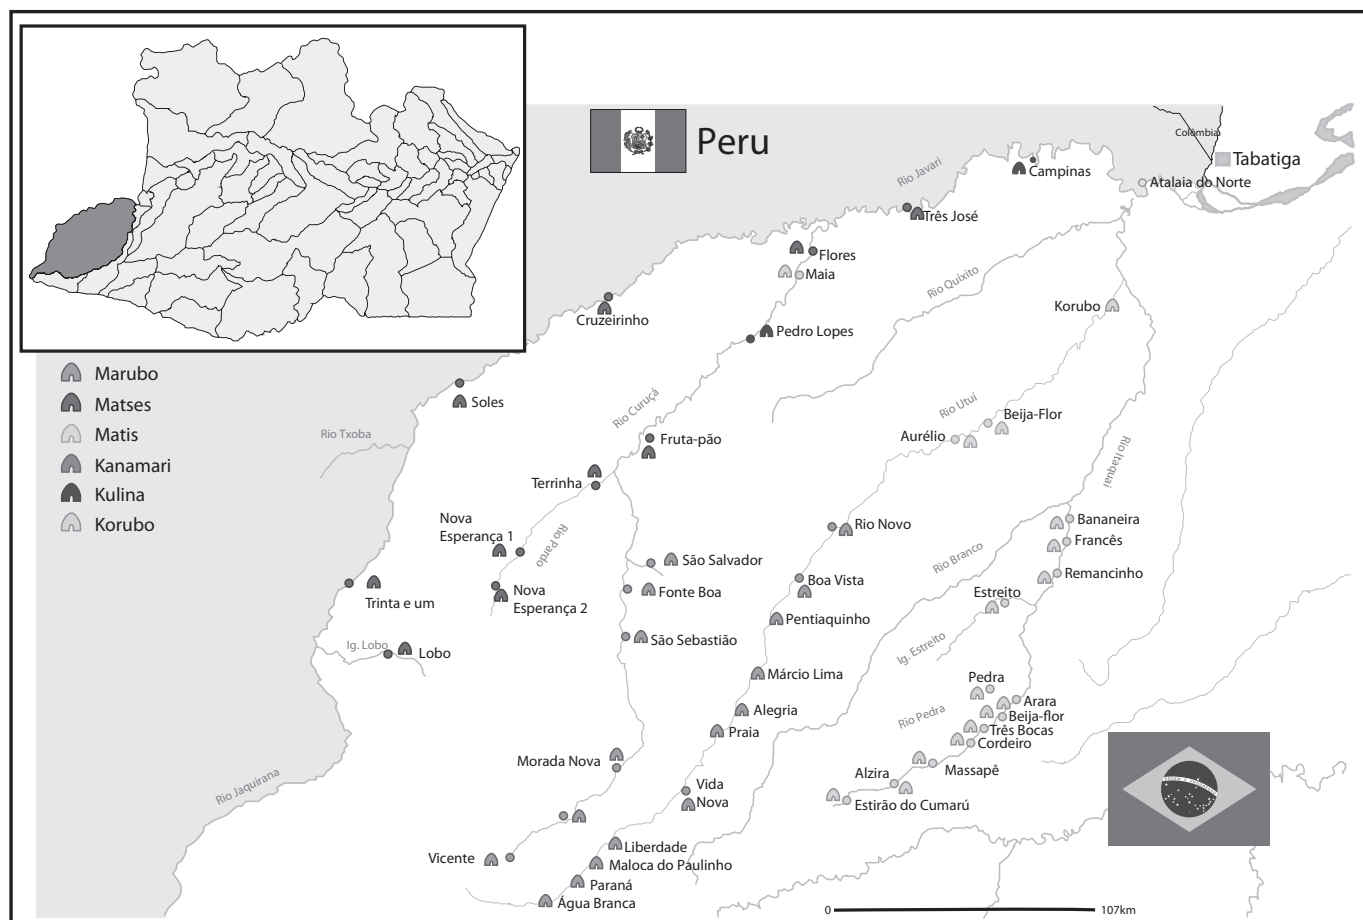 Peru
Colômbia
Tabatiga
Atalaia do Norte
Rio Javari
Campinas
Três José
Flores
Maia
Rio Quixito
Cruzeirinho
Korubo
Pedro Lopes
Marubo
Matses
Matis
Kanamari
Kulina
Korubo
Soles
Rio Curuçá
Rio Utuí
Beija-Flor
Aurélio
Rio Txoba
Fruta-pão
Rio Itaquai
Terrinha
Nova
Esperança 1
Rio Pardo
Rio Novo
Bananeira
Francês
São Salvador
Rio Branco
Remancinho
Boa Vista
Nova
Esperança 2
Fonte Boa
Estreito
Trinta e um
Pentiaquinho
São Sebastião
Ig. Estreito
Ig. Lobo
Lobo
Márcio Lima
Pedra
Arara
Alegria
Rio Pedra
Beija-flor
Praia
Três Bocas
Cordeiro
Morada Nova
Massapê
Alzira
Rio Jaquirana
Vida
Nova
Estirão do Cumarú
Liberdade
Vicente
Maloca do Paulinho
Paraná
Água Branca
0
107km